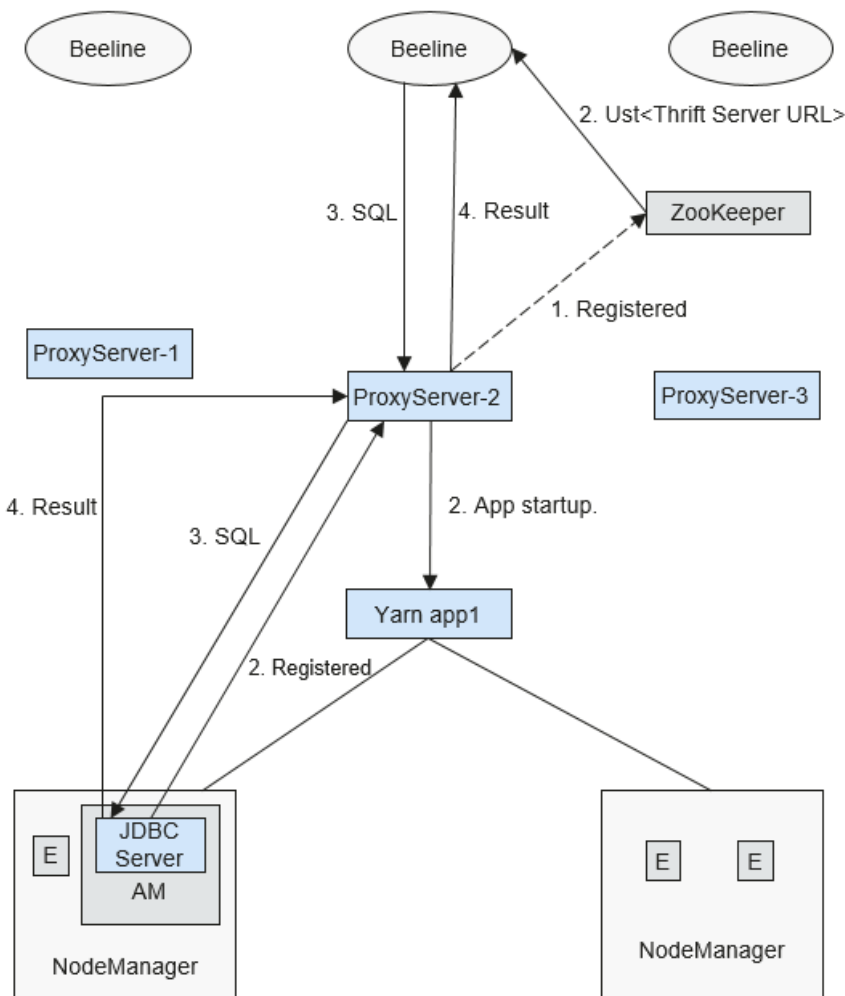 Beeline
Beeline
Beeline
2. Ust<Thrift Server URL>
3. SQL
4. Result
ZooKeeper
1. Registered
ProxyServer-1
ProxyServer-2
ProxyServer-3
4. Result
3. SQL
2. App startup.
Yarn app1
2. Registered
JDBC
Server
E
AM
E
E
NodeManager
NodeManager